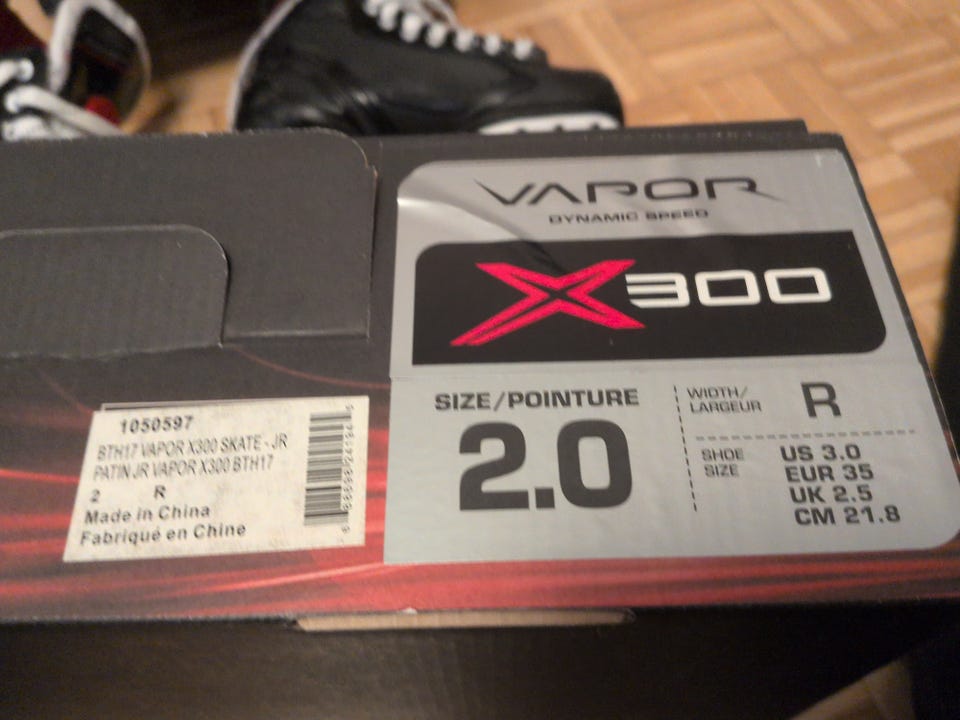 VAPOR
DYNAMIC SPEED
X300
SIZE/POINTURE
2.0
WIDTH/
LARGEUR
R
SHOE
SIZE
US 3.0
EUR 35
UK 2.5
CM 21.8
1050597
BTH17 VAPOR X300 SKATE - JR
PATIN JR VAPOR X300 BTH17
2 R
Made in China
Fabriqué en Chine